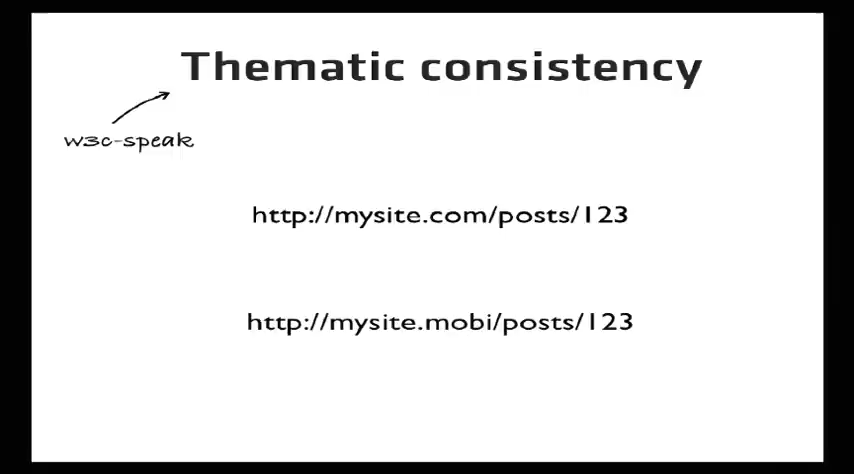 Thematic consistency
w3c-speak
http://mysite.com/posts/123
http://mysite.mobi/posts/123